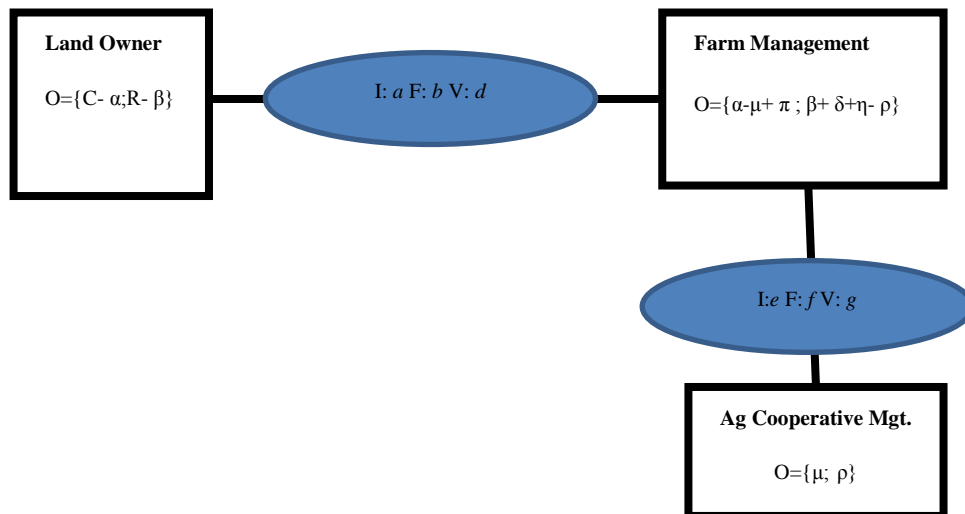 Land Owner
O={C- α;R- β}
I: a F: b V: d
Farm Management
O={α-μ+ π ; β+ δ+η- ρ}
I:e F: f V: g
Ag Cooperative Mgt.
O={μ; ρ}